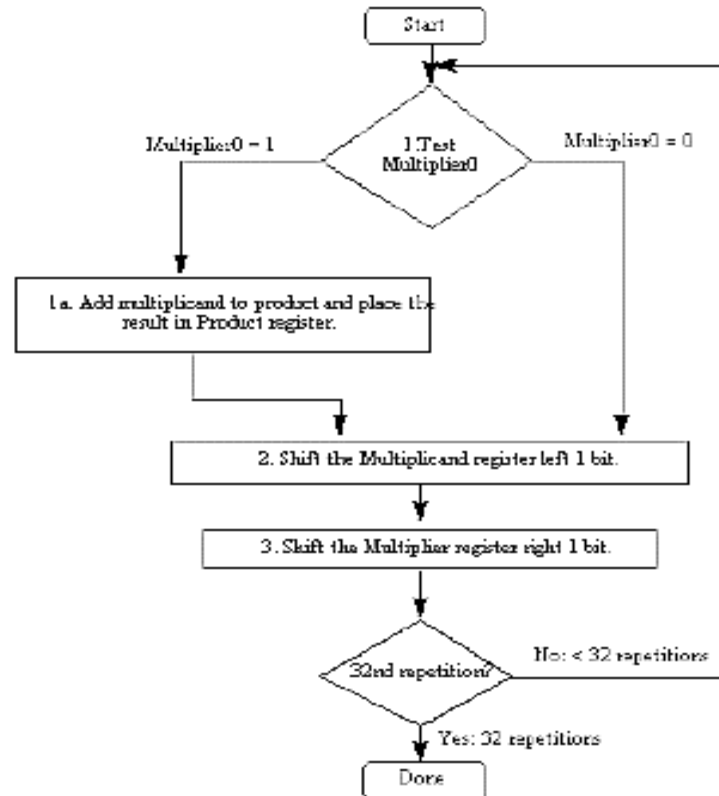 Start
1.Test
Multiplier0
Multiplier0 = 1
Multiplier0 = 0
1a. Add multiplicand to product and place the
result in Product register.
2. Shift the Multiplicand register left 1 bit.
3. Shift the Multiplier register right 1 bit.
32nd repetition?
No: < 32 repetitions
Yes: 32 repetitions
Done